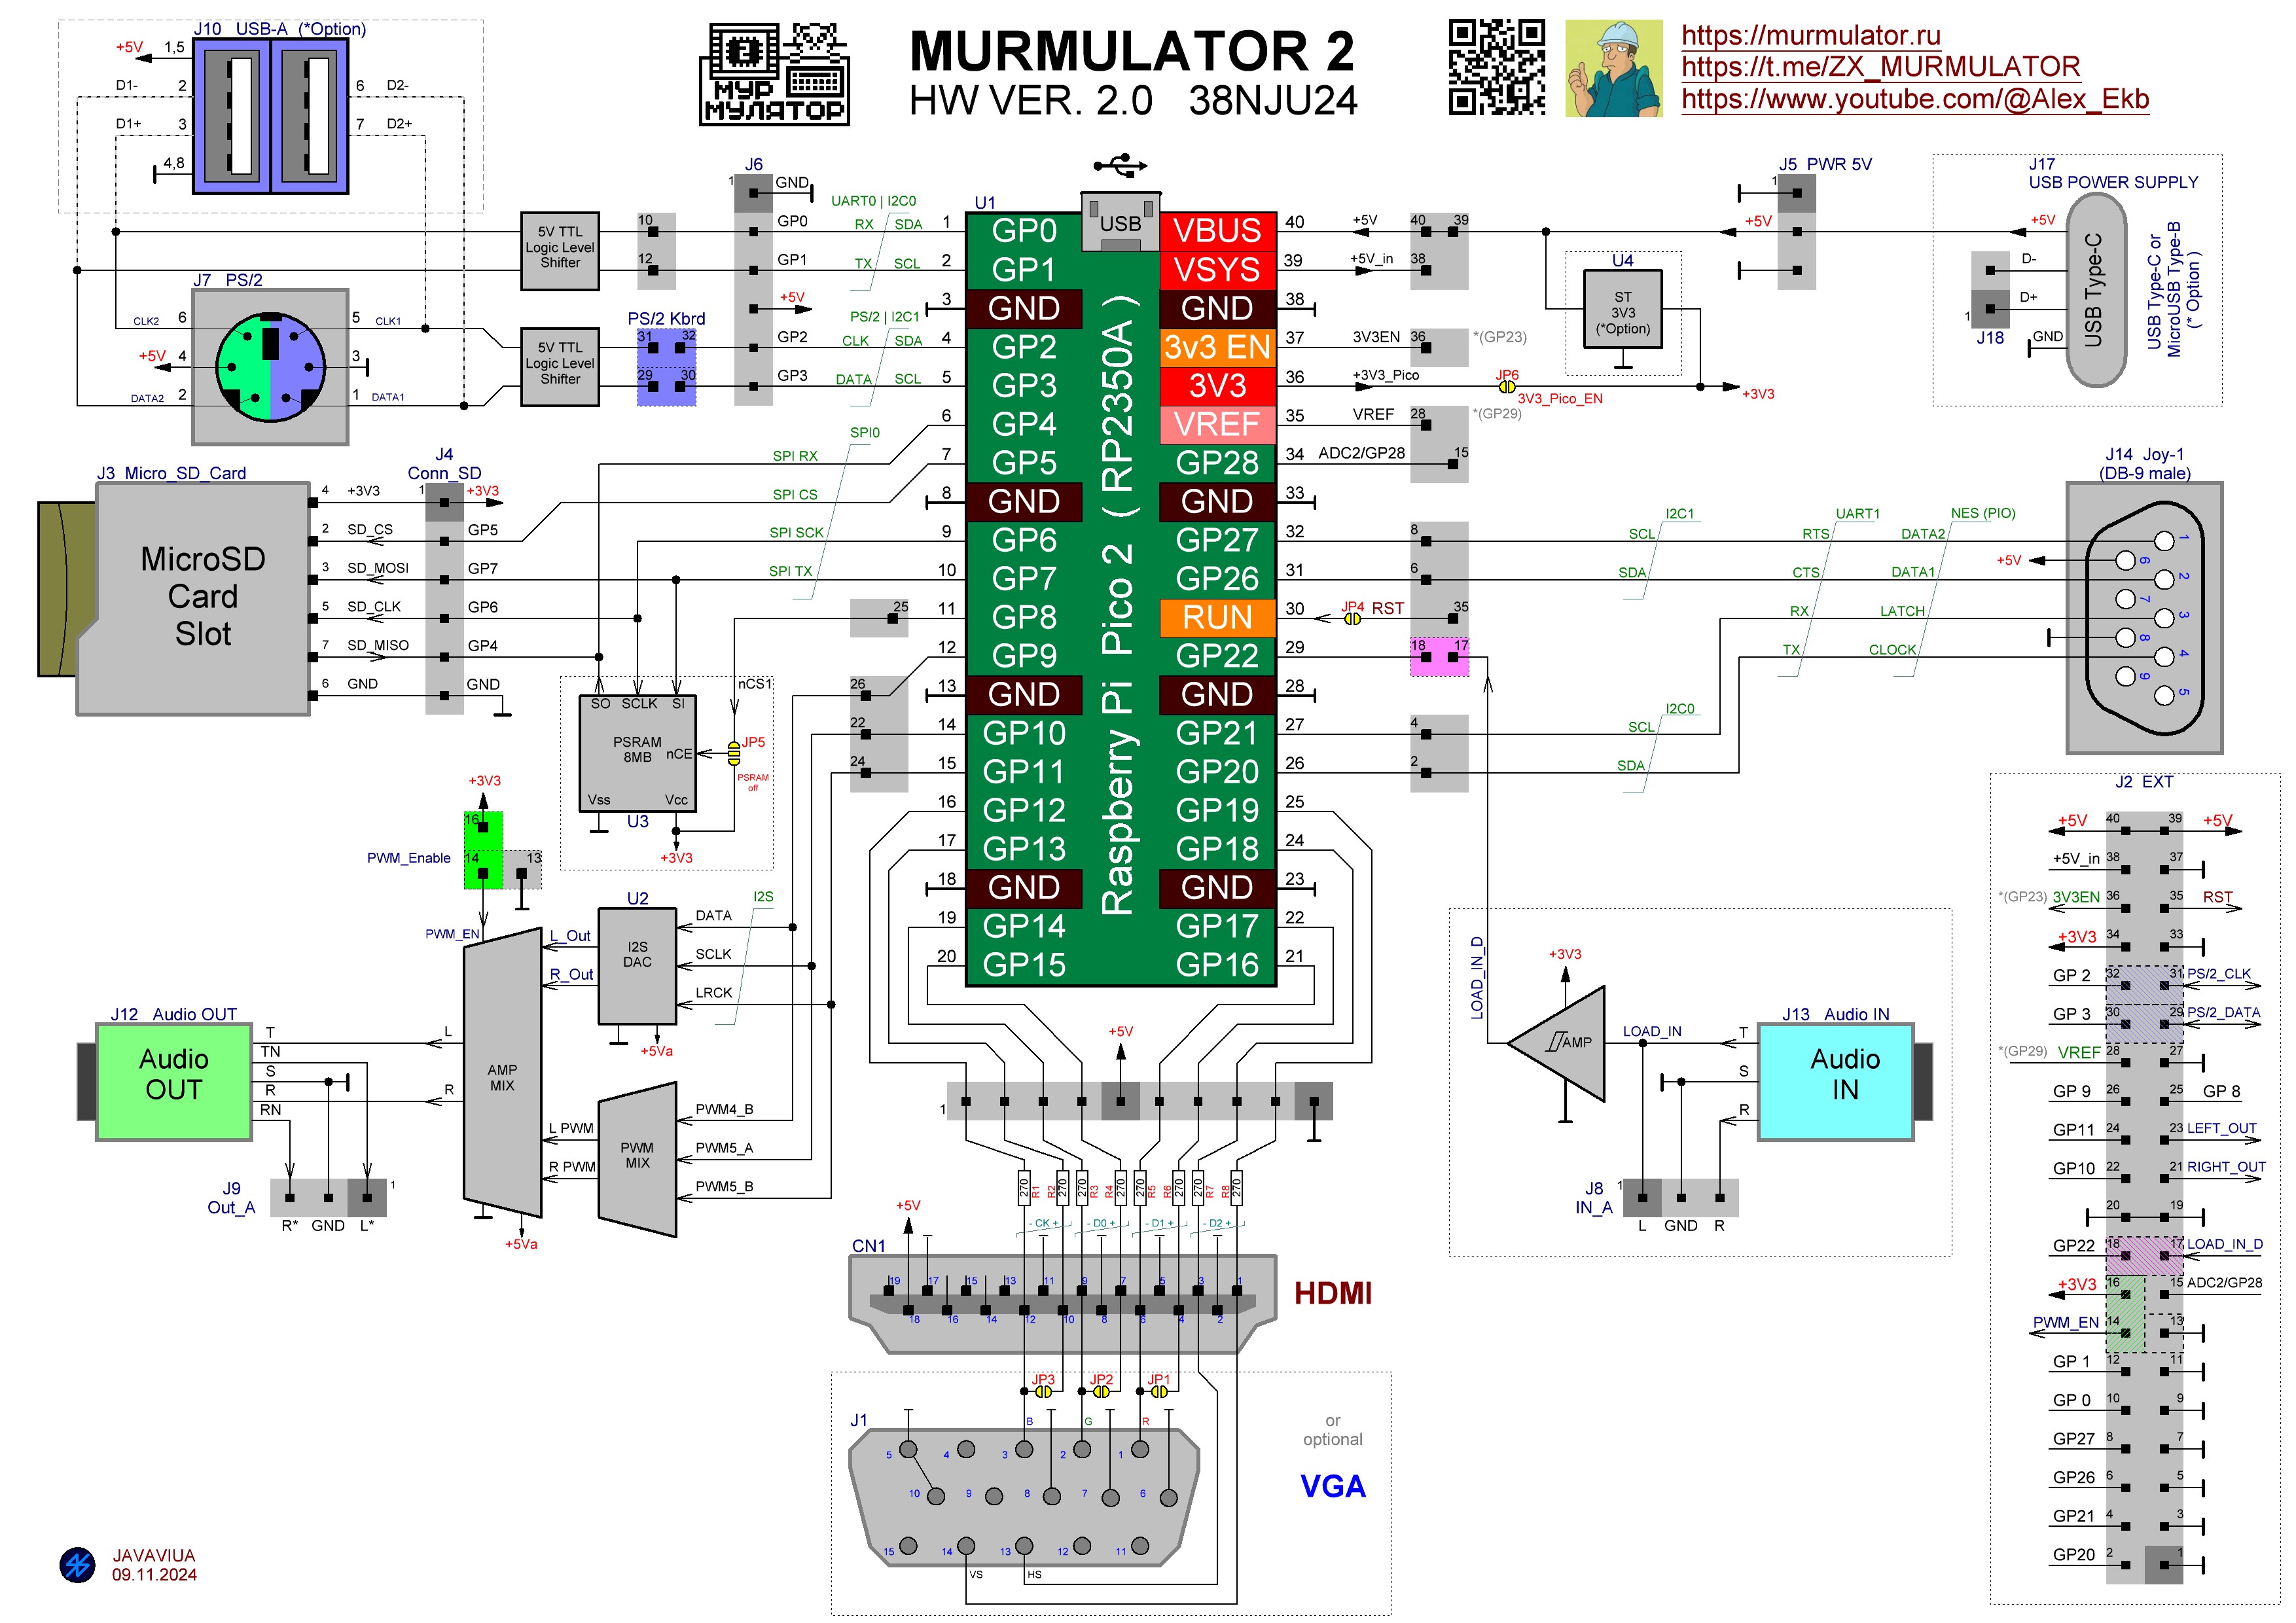 J10 USB-A (*Option)
+5V 1,5
D1- 2 6 D2-
D1+ 3 7 D2+
4,8
МУР
МУЛЯТОР
MURMULATOR 2
HW VER. 2.0 38NJU24
https://murmulator.ru
https://t.me/ZX_MURMULATOR
https://www.youtube.com/@Alex_Ekb
J7 PS/2
CLK2 6 5 CLK1
+5V 4 3
DATA2 2 1 DATA1
5V TTL
Logic Level
Shifter
10
12
5V TTL
Logic Level
Shifter
PS/2 Kbrd
31 32
29 30
J6
1 GND
GP0
GP1
+5V
GP2
GP3
UART0 | I2C0
RX SDA
TX SCL
PS/2 | I2C1
CLK SDA
DATA SCL
SPI0
SPI RX
SPI CS
SPI SCK
SPI TX
U1
USB
Raspberry Pi Pico 2 ( RP2350A )
1 GP0 VBUS 40
2 GP1 VSYS 39
3 GND GND 38
4 GP2 3v3 EN 37
5 GP3 3V3 36
6 GP4 VREF 35
7 GP5 GP28 34
8 GND GND 33
9 GP6 GP27 32
10 GP7 GP26 31
11 GP8 RUN 30
12 GP9 GP22 29
13 GND GND 28
14 GP10 GP21 27
15 GP11 GP20 26
16 GP12 GP19 25
17 GP13 GP18 24
18 GND GND 23
19 GP14 GP17 22
20 GP15 GP16 21
+5V 40 39
+5V_in 38
3V3EN 36 *(GP23)
+3V3_Pico JP6
3V3_Pico_EN
+3V3
VREF 28 *(GP29)
ADC2/GP28 15
8
6
JP4 RST 35
18 17
4
2
J5 PWR 5V
1
+5V
U4
ST
3V3
(*Option)
J17
USB POWER SUPPLY
+5V
D-
D+
1
J18
GND
USB Type-C
USB Type-C or
MicroUSB Type-B
(* Option )
J14 Joy-1
(DB-9 male)
I2C1 UART1 NES (PIO)
SCL RTS DATA2 1
+5V 6
SDA CTS DATA1 2
7
RX LATCH 3
8
TX CLOCK 4
9
5
I2C0
SCL
SDA
J3 Micro_SD_Card
MicroSD
Card
Slot
J4
Conn_SD
4 +3V3 1 +3V3
2 SD_CS GP5
3 SD_MOSI GP7
5 SD_CLK GP6
7 SD_MISO GP4
6 GND GND
25
26
22
24
nCS1
SO SCLK SI
PSRAM
8MB
nCE
Vss Vcc
U3
JP5
PSRAM
off
+3V3
+3V3
16
PWM_Enable 14 13
PWM_EN
U2
I2S
DAC
L_Out
R_Out
DATA
SCLK
LRCK
I2S
+5Va
AMP
MIX
+5Va
PWM
MIX
L PWM
R PWM
PWM4_B
PWM5_A
PWM5_B
J12 Audio OUT
Audio
OUT
T L
TN
S
R R
RN
J9
Out_A
1
R* GND L*
+5V
1
270 R1 270 R2 270 R3 270 R4 270 R5 270 R6 270 R7 270 R8
- CK + - D0 + - D1 + - D2 +
+5V
CN1
HDMI
19 17 15 13 11 9 7 5 3 1
18 16 14 12 10 8 6 4 2
JP3 JP2 JP1
J1
B G R
5 4 3 2 1
10 9 8 7 6
15 14 13 12 11
VS HS
or
optional
VGA
LOAD_IN_D
+3V3
AMP
LOAD_IN
J13 Audio IN
Audio
IN
T
S
R
J8
IN_A
1
L GND R
J2 EXT
+5V 40 39 +5V
+5V_in 38 37
*(GP23) 3V3EN 36 35 RST
+3V3 34 33
GP 2 32 31 PS/2_CLK
GP 3 30 29 PS/2_DATA
*(GP29) VREF 28 27
GP 9 26 25 GP 8
GP11 24 23 LEFT_OUT
GP10 22 21 RIGHT_OUT
20 19
GP22 18 17 LOAD_IN_D
+3V3 16 15 ADC2/GP28
PWM_EN 14 13
GP 1 12 11
GP 0 10 9
GP27 8 7
GP26 6 5
GP21 4 3
GP20 2 1
JAVAVIUA
09.11.2024